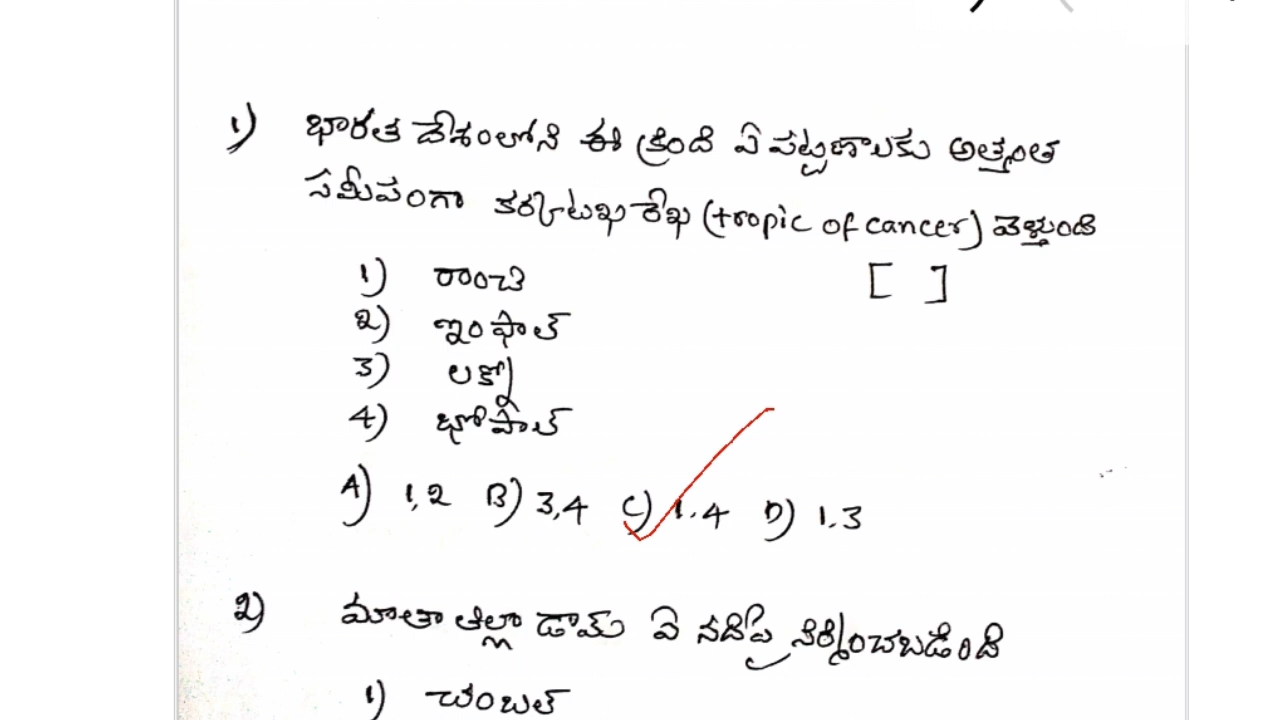 1) భారత దేశంలోని ఈ క్రింది ఏ పట్టణాలకు అత్యంత
సమీపంగా కర్కాటఖ రేఖ (tropic of cancer) వెళ్తుంది
[ ]
1) రాంచి
2) ఇంఫాల్
3) లక్నో
4) భోపాల్
A) 1,2 B) 3,4 C) 1.4 D) 1.3
2) మాతా తిల్లా డామ్ ఏ నదిపై నిర్మించబడింది
1) చంబల్